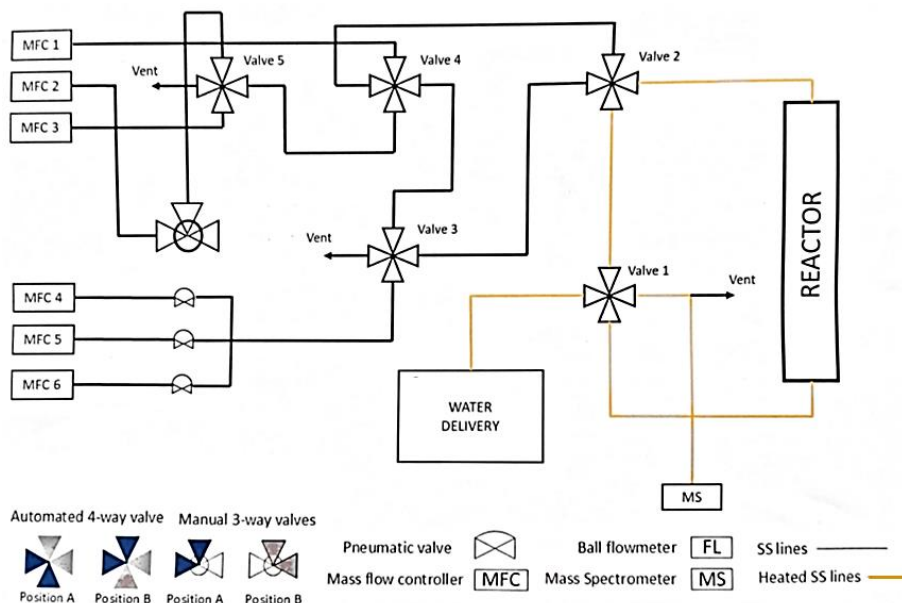 MFC 1
MFC 2
MFC 3
Vent
Valve 5
Valve 4
Valve 2
Valve 3
Vent
MFC 4
MFC 5
MFC 6
Valve 1
Vent
REACTOR
WATER
DELIVERY
MS
Automated 4-way valve
Manual 3-way valves
Position A
Position B
Position A
Position B
Pneumatic valve
Mass flow controller
MFC
Ball flowmeter
FL
Mass Spectrometer
MS
SS lines
Heated SS lines